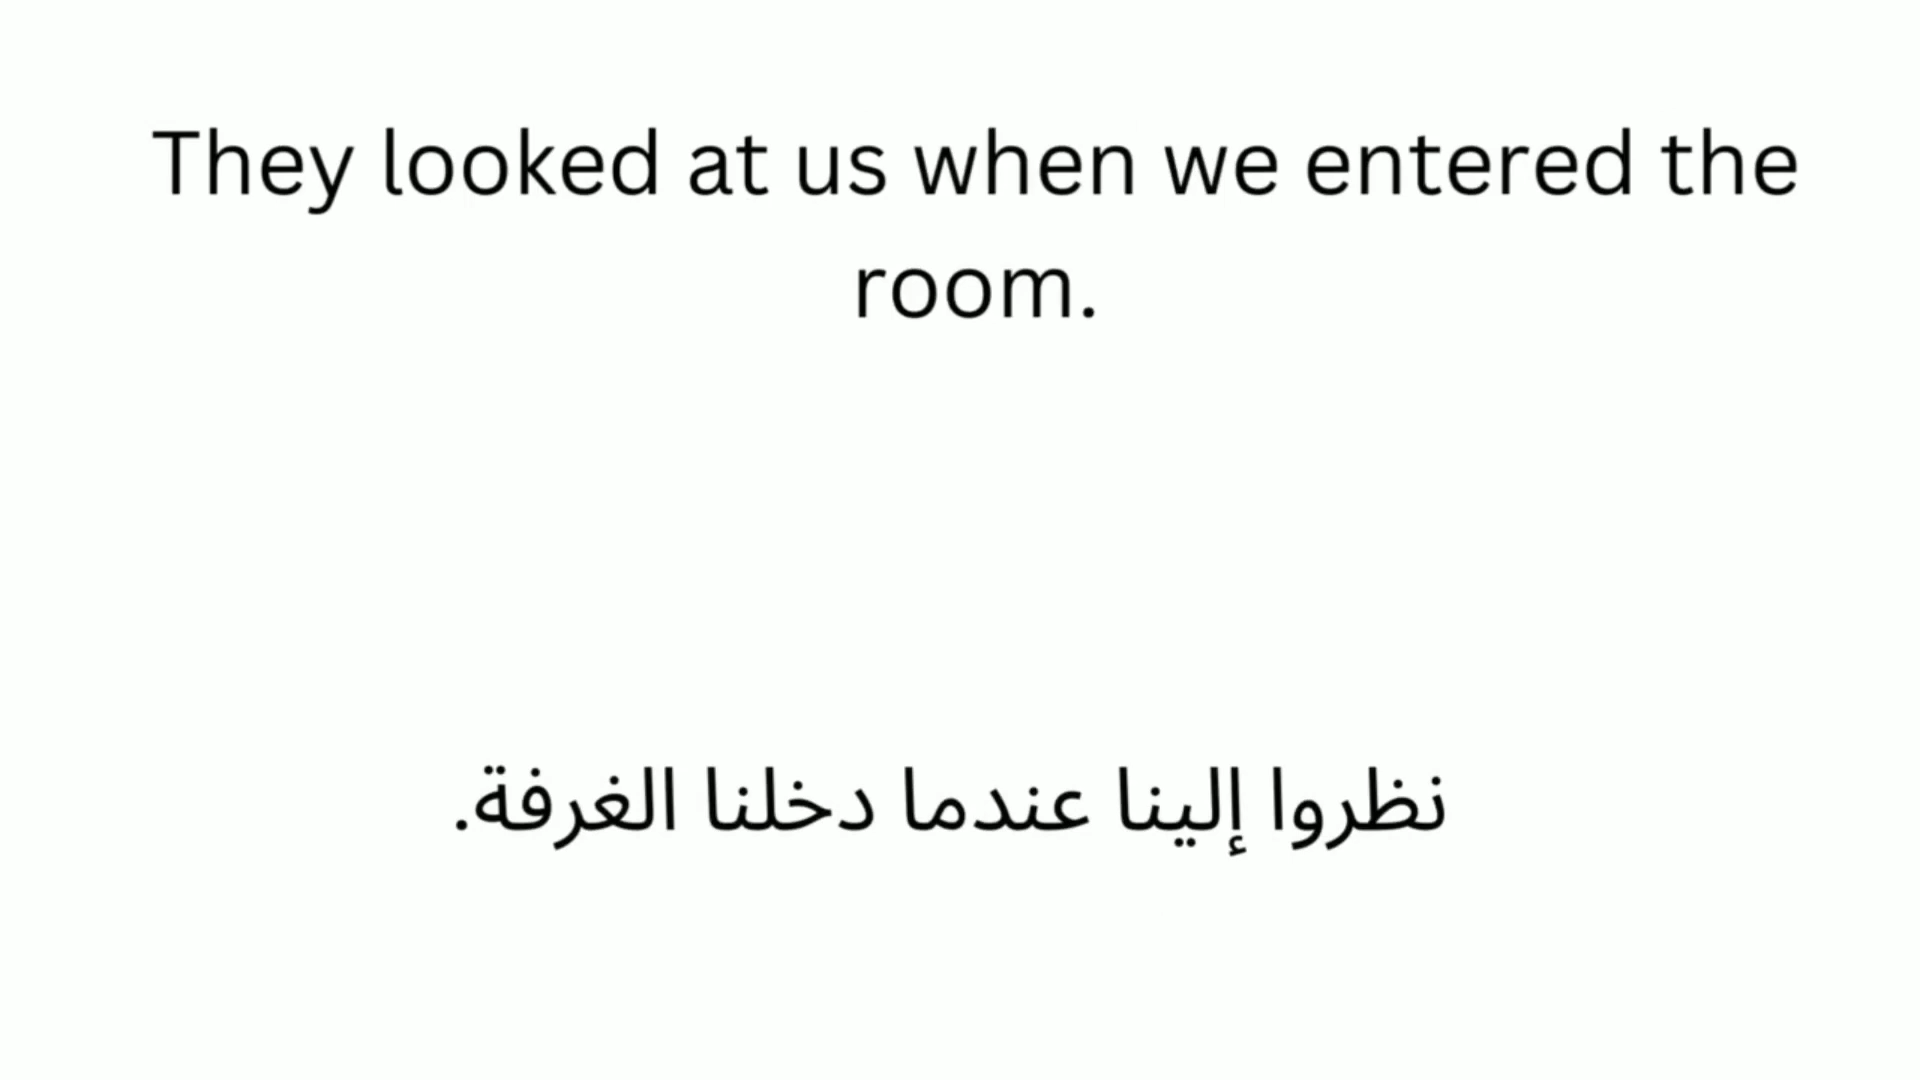 They looked at us when we entered the
room.
نظروا إلينا عندما دخلنا الغرفة.